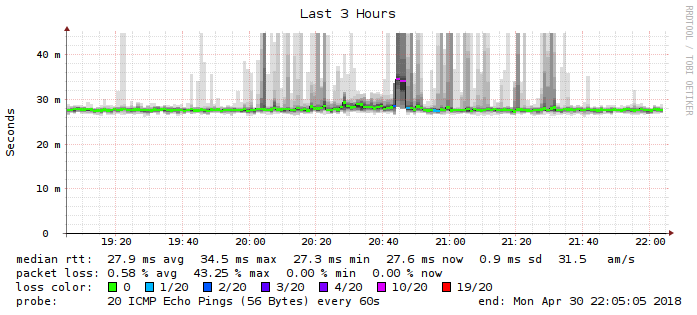 Last 3 Hours
RRDTOOL / TOBI OETIKER
Seconds
40 m
30 m
20 m
10 m
0
19:20 19:40 20:00 20:20 20:40 21:00 21:20 21:40 22:00
median rtt: 27.9 ms avg 34.5 ms max 27.3 ms min 27.6 ms now 0.9 ms sd 31.5 am/s
packet loss: 0.58 % avg 43.25 % max 0.00 % min 0.00 % now
loss color: 0 1/20 2/20 3/20 4/20 10/20 19/20
probe: 20 ICMP Echo Pings (56 Bytes) every 60s end: Mon Apr 30 22:05:05 2018